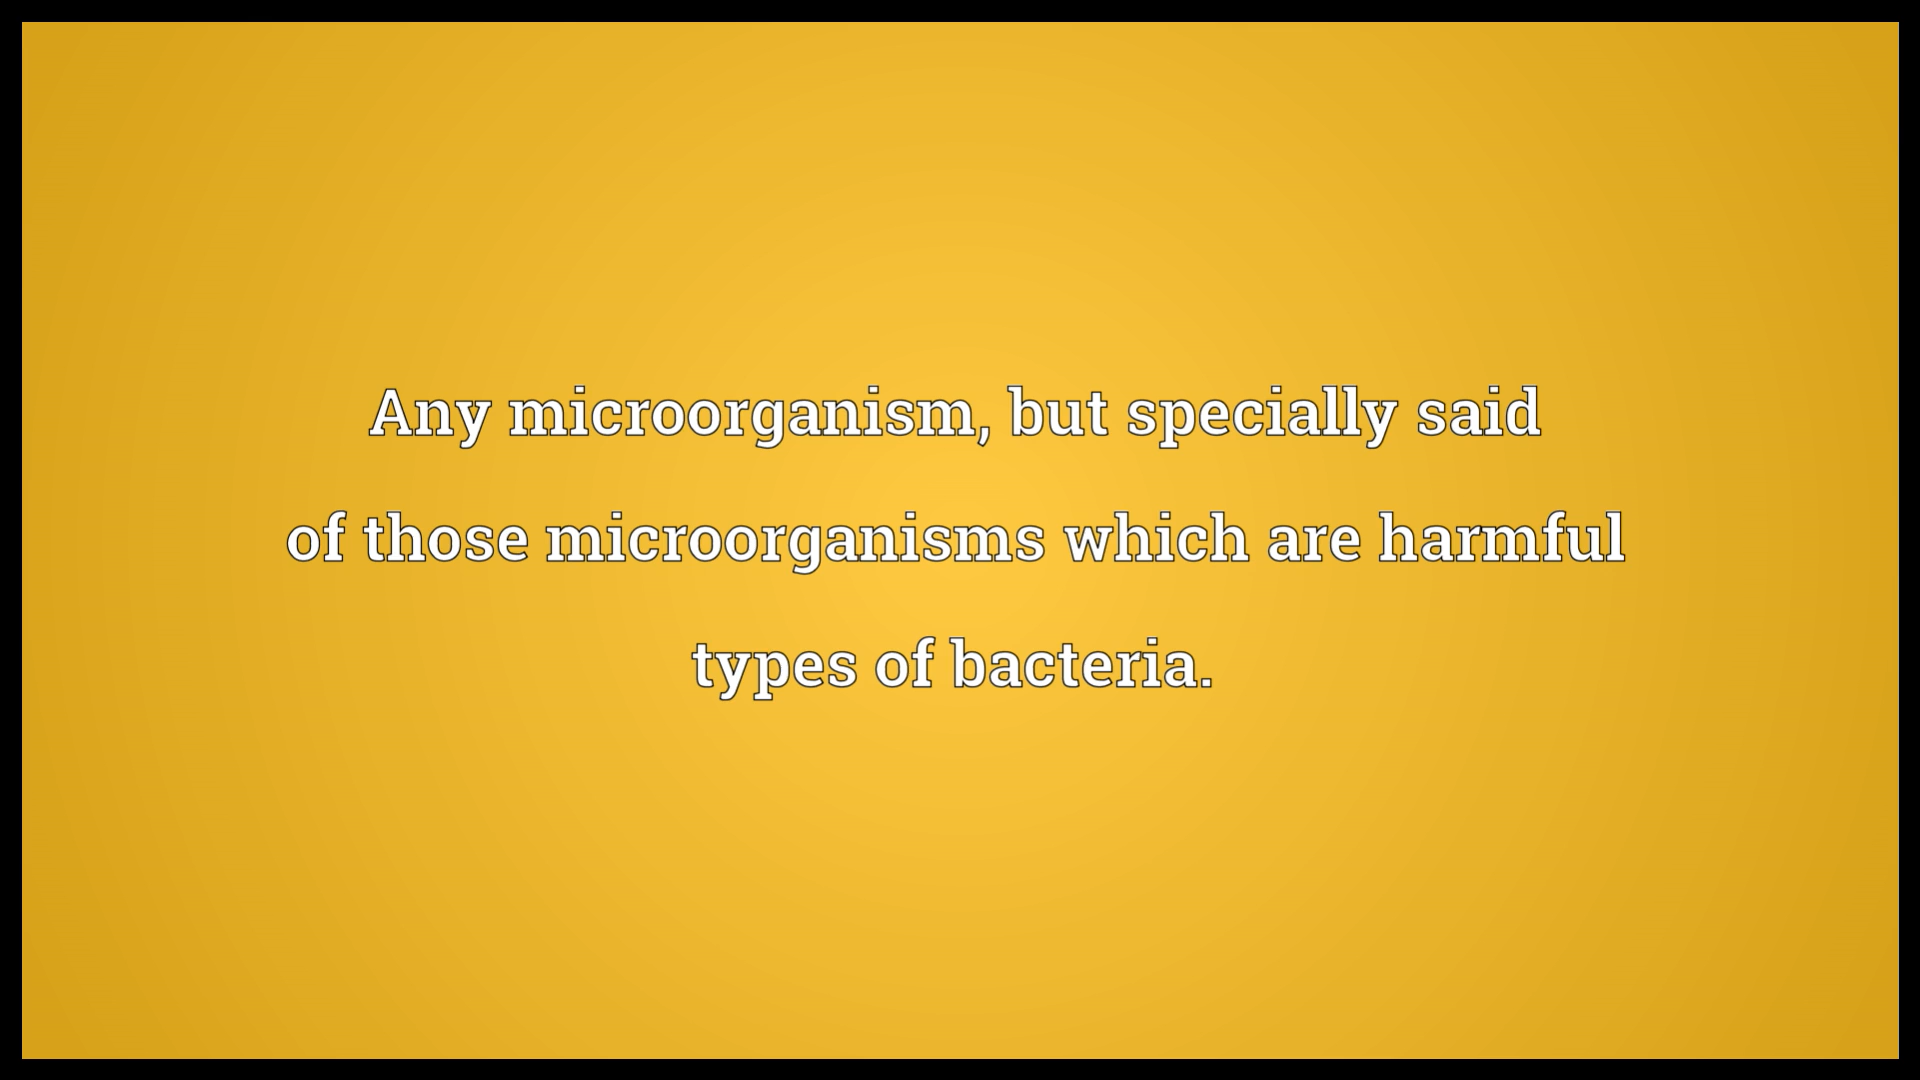 Any microorganism, but specially said
of those microorganisms which are harmful
types of bacteria.